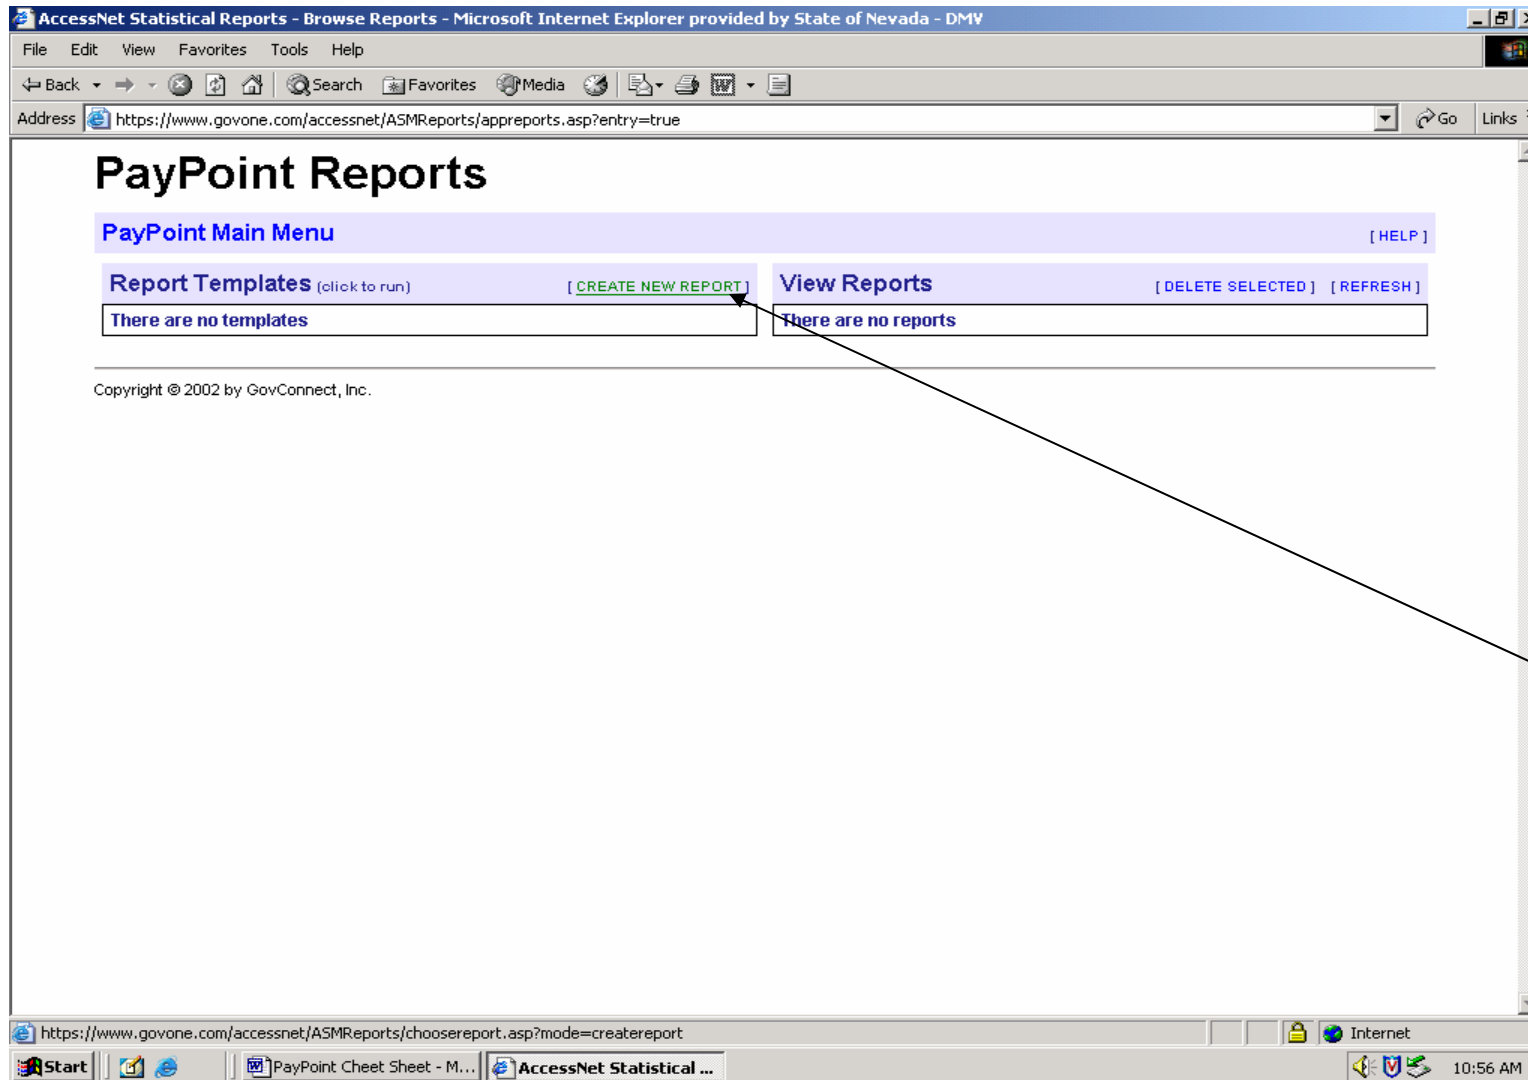 AccessNet Statistical Reports - Browse Reports - Microsoft Internet Explorer provided by State of Nevada - DMV
File Edit View Favorites Tools Help
Back Search Favorites Media
Address https://www.govone.com/accessnet/ASMReports/appreports.asp?entry=true Go Links
PayPoint Reports
PayPoint Main Menu [ HELP ]
Report Templates (click to run) [ CREATE NEW REPORT ] View Reports [ DELETE SELECTED ] [ REFRESH ]
There are no templates There are no reports
Copyright © 2002 by GovConnect, Inc.
https://www.govone.com/accessnet/ASMReports/choosereport.asp?mode=createreport Internet
Start PayPoint Cheet Sheet - M... AccessNet Statistical ... 10:56 AM